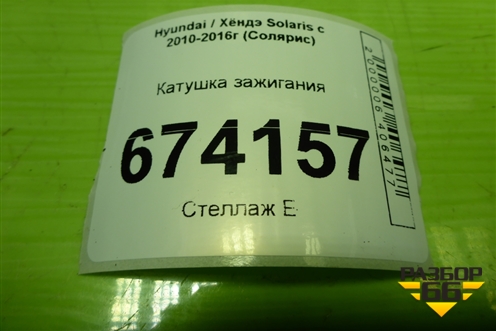 Hyundai / Хёндэ Solaris с
2010-2016г (Солярис)
Катушка зажигания
674157
Стеллаж Е
2000006406477
РАЗБОР
66